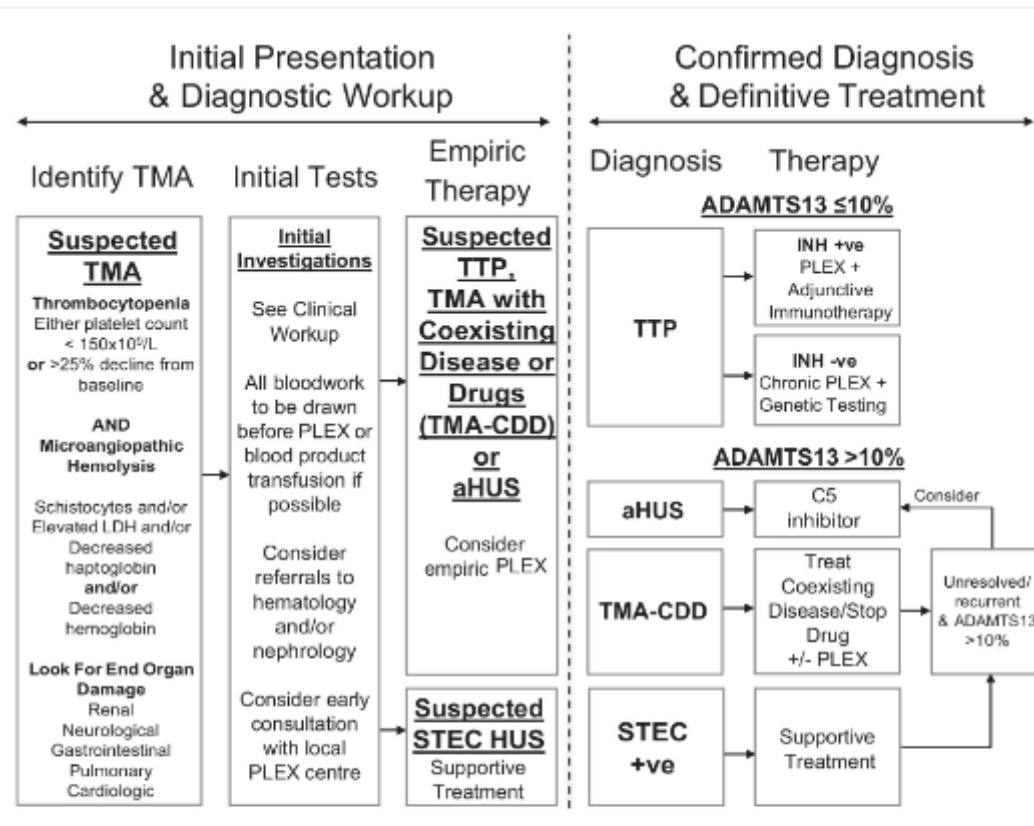 Initial Presentation
& Diagnostic Workup
Confirmed Diagnosis
& Definitive Treatment
Identify TMA
Initial Tests
Empiric
Therapy
Diagnosis
Therapy
Suspected
TMA
Thrombocytopenia
Either platelet count
< 150x10⁹/L
or >25% decline from
baseline
AND
Microangiopathic
Hemolysis
Schistocytes and/or
Elevated LDH and/or
Decreased
haptoglobin
and/or
Decreased
hemoglobin
Look For End Organ
Damage
Renal
Neurological
Gastrointestinal
Pulmonary
Cardiologic
Initial
Investigations
See Clinical
Workup
All bloodwork
to be drawn
before PLEX or
blood product
transfusion if
possible
Consider
referrals to
hematology
and/or
nephrology
Consider early
consultation
with local
PLEX centre
Suspected
TTP,
TMA with
Coexisting
Disease or
Drugs
(TMA-CDD)
or
aHUS
Consider
empiric PLEX
Suspected
STEC HUS
Supportive
Treatment
ADAMTS13 ≤10%
TTP
INH +ve
PLEX +
Adjunctive
Immunotherapy
INH -ve
Chronic PLEX +
Genetic Testing
ADAMTS13 >10%
aHUS
C5
inhibitor
Consider
TMA-CDD
Treat
Coexisting
Disease/Stop
Drug
+/- PLEX
Unresolved/
recurrent
& ADAMTS13
>10%
STEC
+ve
Supportive
Treatment